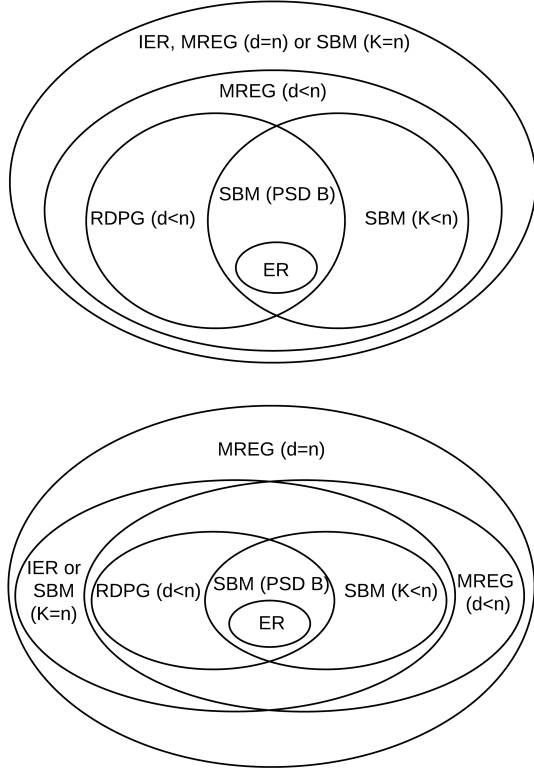 IER, MREG (d=n) or SBM (K=n)
MREG (d<n)
SBM (PSD B)
RDPG (d<n)
SBM (K<n)
ER
MREG (d=n)
IER or
SBM
(K=n)
RDPG (d<n)
SBM (PSD B)
SBM (K<n)
MREG
(d<n)
ER